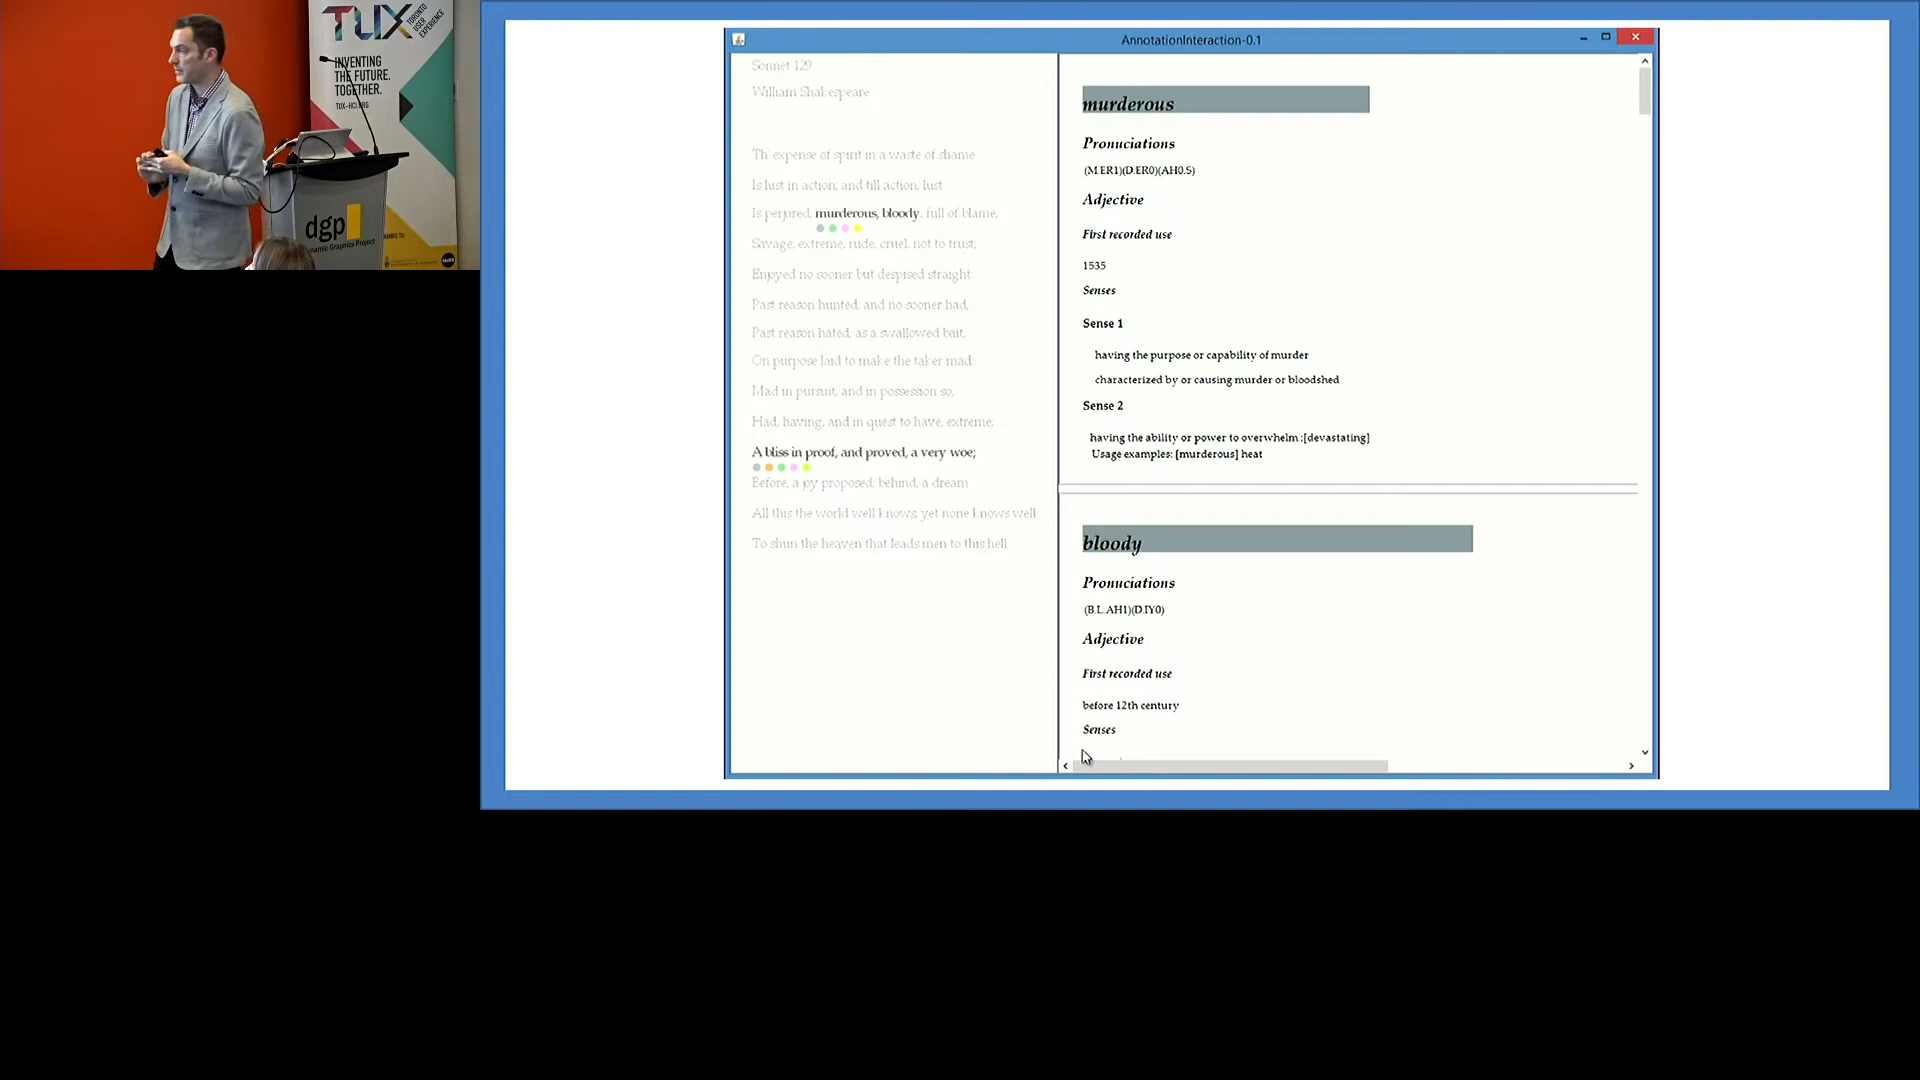 TUX
TORONTO
USER
EXPERIENCE
INVENTING
THE FUTURE.
TOGETHER.
TUX-HCI.ORG
dgp
Dynamic Graphics Project
AnnotationInteraction-0.1
Sonnet 129
William Shakespeare
Th' expense of spirit in a waste of shame
Is lust in action; and till action, lust
Is perjured, murderous, bloody, full of blame,
Savage, extreme, rude, cruel, not to trust;
Enjoyed no sooner but despised straight;
Past reason hunted, and no sooner had,
Past reason hated, as a swallowed bait,
On purpose laid to make the taker mad:
Mad in pursuit, and in possession so,
Had, having, and in quest to have, extreme;
A bliss in proof, and proved, a very woe;
Before, a joy proposed; behind, a dream
All this the world well knows; yet none knows well
To shun the heaven that leads men to this hell
murderous
Pronuciations
(M.ER1)(D.ER0)(AH0.S)
Adjective
First recorded use
1535
Senses
Sense 1
having the purpose or capability of murder
characterized by or causing murder or bloodshed
Sense 2
having the ability or power to overwhelm :[devastating]
Usage examples: [murderous] heat
bloody
Pronuciations
(B.L.AH1)(D.IY0)
Adjective
First recorded use
before 12th century
Senses